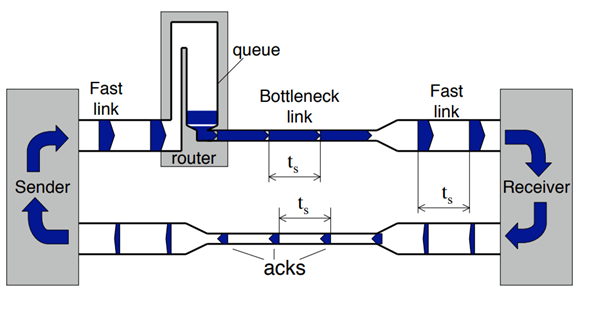 queue
Fast
link
Bottleneck
link
Fast
link
router
ts
Sender
Receiver
ts
ts
acks